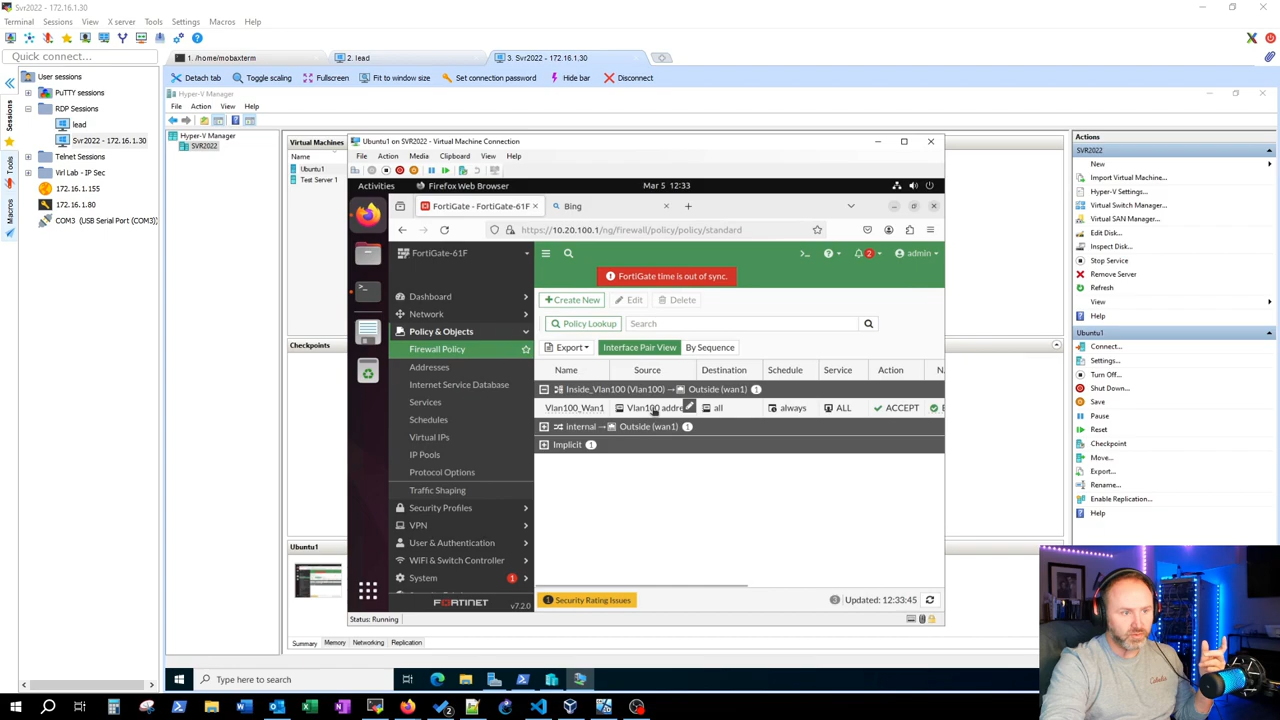 Svr2022 - 172.16.1.30
Terminal Sessions View X server Tools Settings Macros Help
Quick connect...
1. /home/mobaxterm
2. lead
3. Svr2022 - 172.16.1.30
Detach tab
Toggle scaling
Fullscreen
Fit to window size
Set connection password
Hide bar
Disconnect
Sessions
Tools
Macros
User sessions
PuTTY sessions
RDP Sessions
lead
Svr2022 - 172.16.1.30
Telnet Sessions
Virl Lab - IP Sec
172.16.1.155
172.16.1.80
COM3 (USB Serial Port (COM3))
Hyper-V Manager
File Action View Help
Hyper-V Manager
SVR2022
Virtual Machines
Name
Ubuntu1
Test Server 1
Checkpoints
Ubuntu1
Summary Memory Networking Replication
Ubuntu1 on SVR2022 - Virtual Machine Connection
File Action Media Clipboard View Help
Activities
Firefox Web Browser
Mar 5 12:33
FortiGate - FortiGate-61F
Bing
https://10.20.100.1/ng/firewall/policy/policy/standard
FortiGate-61F
2
admin
FortiGate time is out of sync.
Dashboard
Network
Policy & Objects
Firewall Policy
Addresses
Internet Service Database
Services
Schedules
Virtual IPs
IP Pools
Protocol Options
Traffic Shaping
Security Profiles
VPN
User & Authentication
WiFi & Switch Controller
System
1
FORTINET
v7.2.0
Create New
Edit
Delete
Policy Lookup
Search
Export
Interface Pair View
By Sequence
Name Source Destination Schedule Service Action
Inside_Vlan100 (Vlan100) → Outside (wan1) 1
Vlan100_Wan1 Vlan100 addre all always ALL ACCEPT
internal → Outside (wan1) 1
Implicit 1
1 Security Rating Issues
3 Updated: 12:33:45
Status: Running
Actions
SVR2022
New
Import Virtual Machine...
Hyper-V Settings...
Virtual Switch Manager...
Virtual SAN Manager...
Edit Disk...
Inspect Disk...
Stop Service
Remove Server
Refresh
View
Help
Ubuntu1
Connect...
Settings...
Turn Off...
Shut Down...
Save
Pause
Reset
Checkpoint
Move...
Export...
Rename...
Enable Replication...
Help
Type here to search